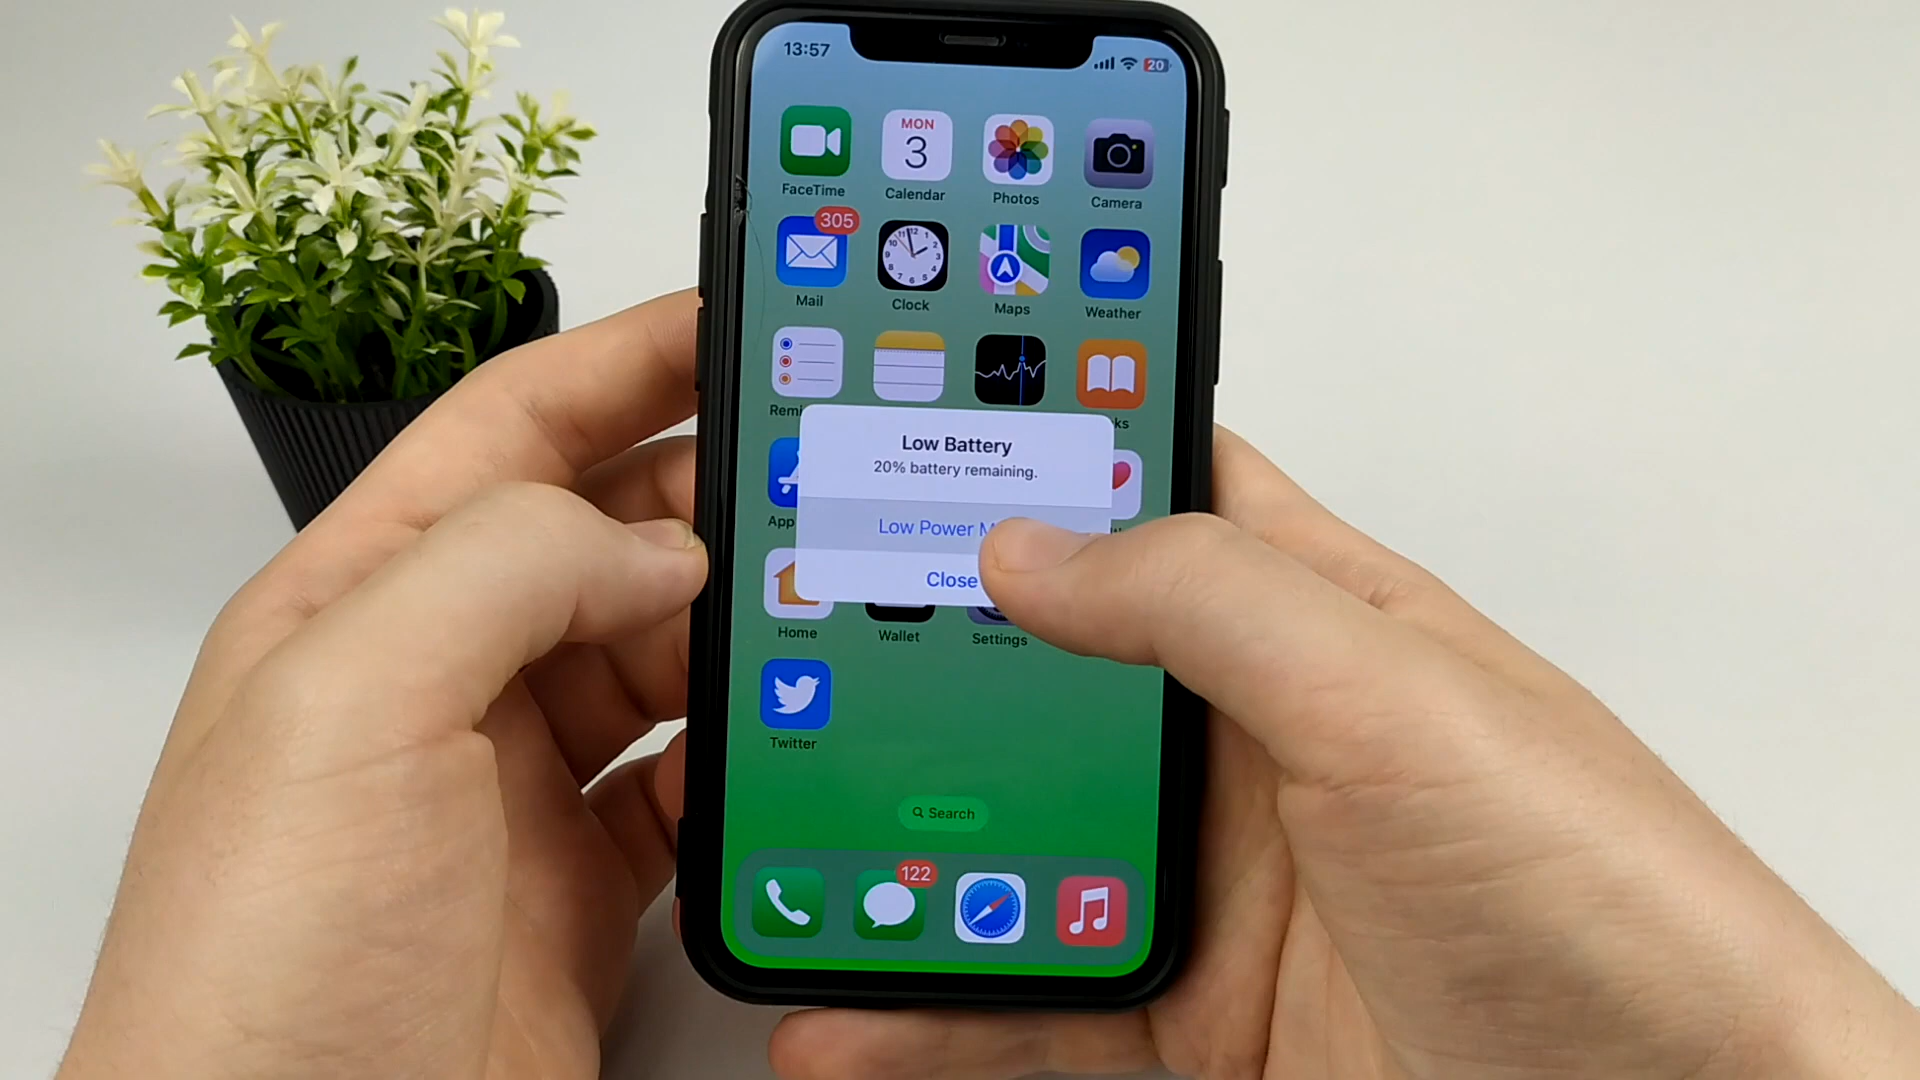 13:57
20
MON
3
FaceTime
Calendar
Photos
Camera
305
Mail
Clock
Maps
Weather
Low Battery
20% battery remaining.
Low Power
Close
Home
Wallet
Settings
Twitter
Search
122